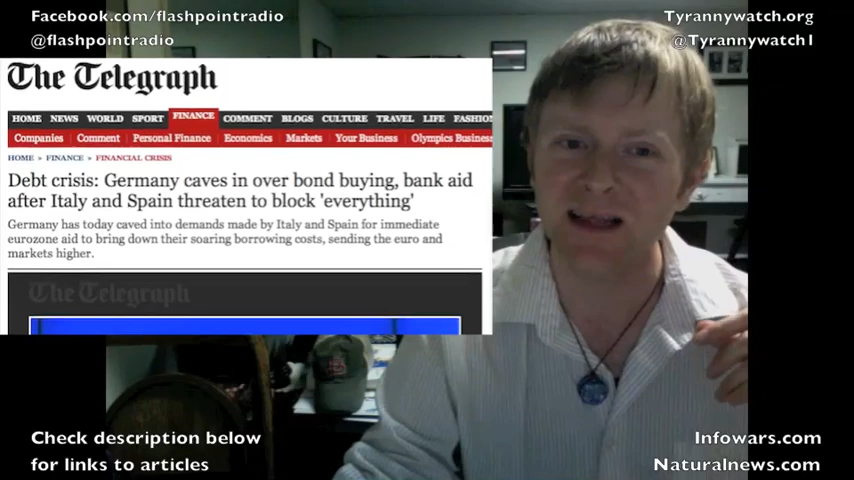 Facebook.com/flashpointradio
@flashpointradio
Tyrannywatch.org
@Tyrannywatch1
The Telegraph
HOME NEWS WORLD SPORT FINANCE COMMENT BLOGS CULTURE TRAVEL LIFE FASHION
Companies Comment Personal Finance Economics Markets Your Business Olympics Business
HOME » FINANCE » FINANCIAL CRISIS
Debt crisis: Germany caves in over bond buying, bank aid
after Italy and Spain threaten to block 'everything'
Germany has today caved into demands made by Italy and Spain for immediate
eurozone aid to bring down their soaring borrowing costs, sending the euro and
markets higher.
The Telegraph
Check description below
for links to articles
Infowars.com
Naturalnews.com